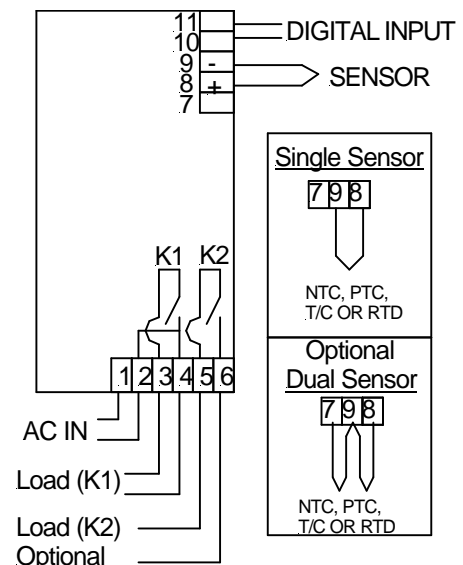 11
DIGITAL INPUT
10
9 -
SENSOR
8 +
7
Single Sensor
7 9 8
NTC, PTC,
T/C OR RTD
K1 K2
Optional
Dual Sensor
7 9 8
NTC, PTC,
T/C OR RTD
1 2 3 4 5 6
AC IN
Load (K1)
Load (K2)
Optional